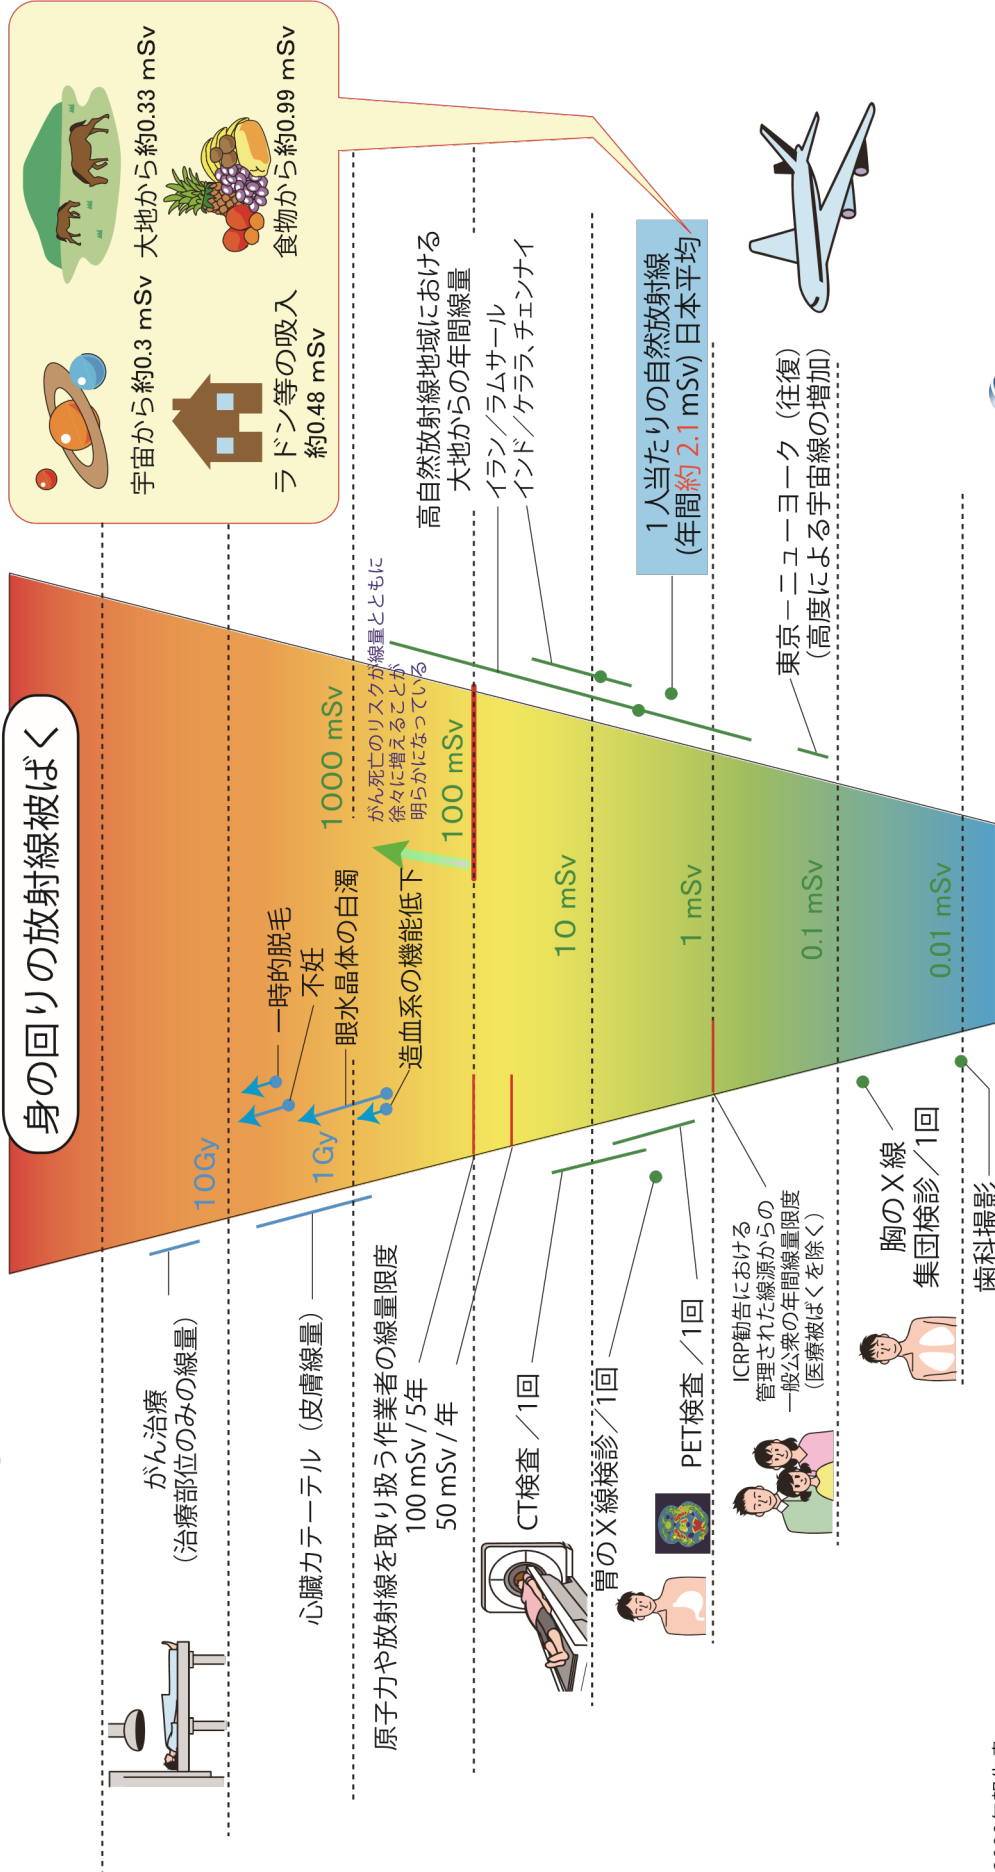 身の回りの放射線被ばく
宇宙から約0.3 mSv
大地から約0.33 mSv
ラドン等の吸入
約0.48 mSv
食物から約0.99 mSv
がん治療
（治療部位のみの線量）
心臓カテーテル（皮膚線量）
原子力や放射線を取り扱う作業者の線量限度
100 mSv / 5年
50 mSv / 年
CT検査 ／1回
胃のX線検診／1回
PET検査 ／1回
ICRP勧告における
管理された線源からの
一般公衆の年間線量限度
（医療被ばくを除く）
胸のX線
集団検診／1回
歯科撮影
10Gy
1Gy
一時的脱毛
不妊
眼水晶体の白濁
造血系の機能低下
1000 mSv
がん死亡のリスクが線量とともに
徐々に増えることが
明らかになっている
100 mSv
10 mSv
1 mSv
0.1 mSv
0.01 mSv
高自然放射線地域における
大地からの年間線量
イラン／ラムサール
インド／ケララ、チェンナイ
1人当たりの自然放射線
(年間約 2.1 mSv) 日本平均
東京－ニューヨーク（往復）
（高度による宇宙線の増加）